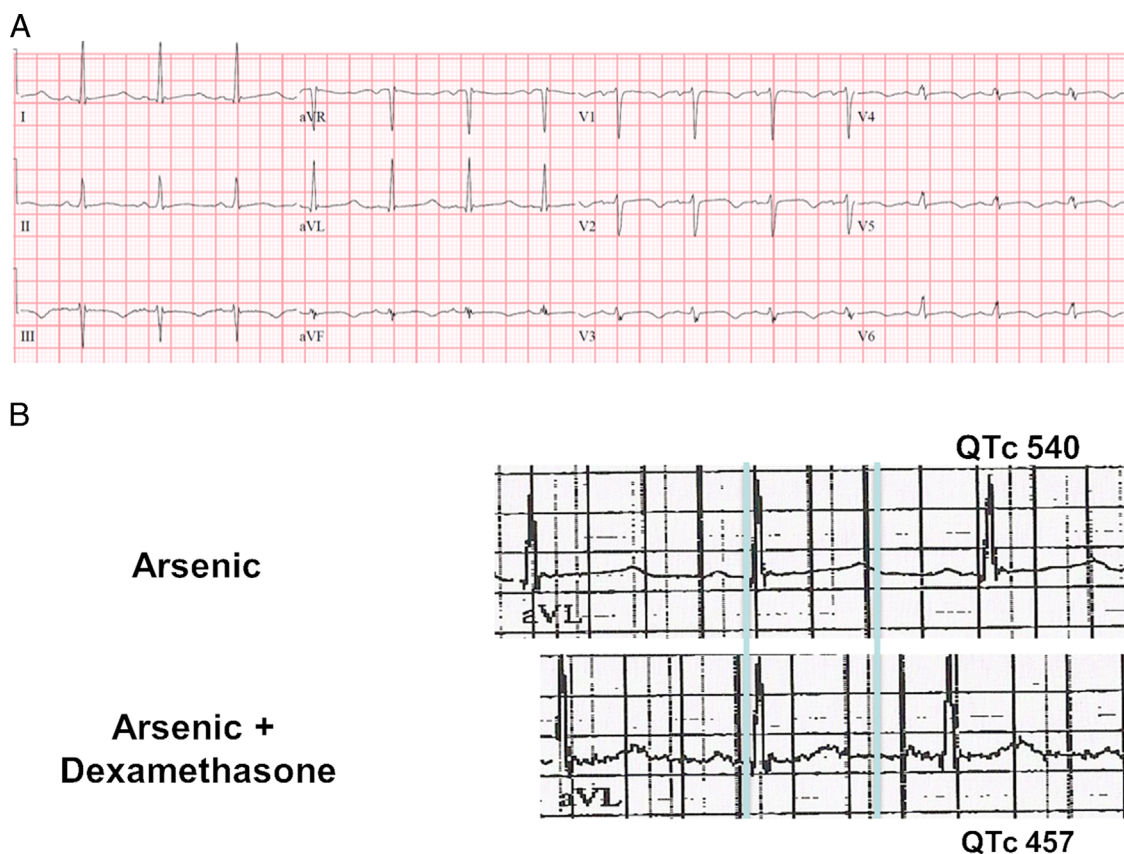 A
I
aVR
V1
V4
II
aVL
V2
V5
III
aVF
V3
V6
B
QTc 540
Arsenic
aVL
Arsenic +
Dexamethasone
aVL
QTc 457